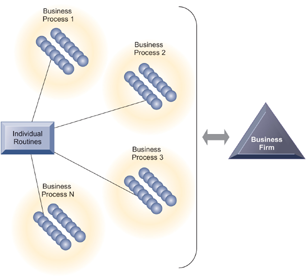 Business
Process 1
Business
Process 2
Individual
Routines
Business
Process 3
Business
Firm
Business
Process N